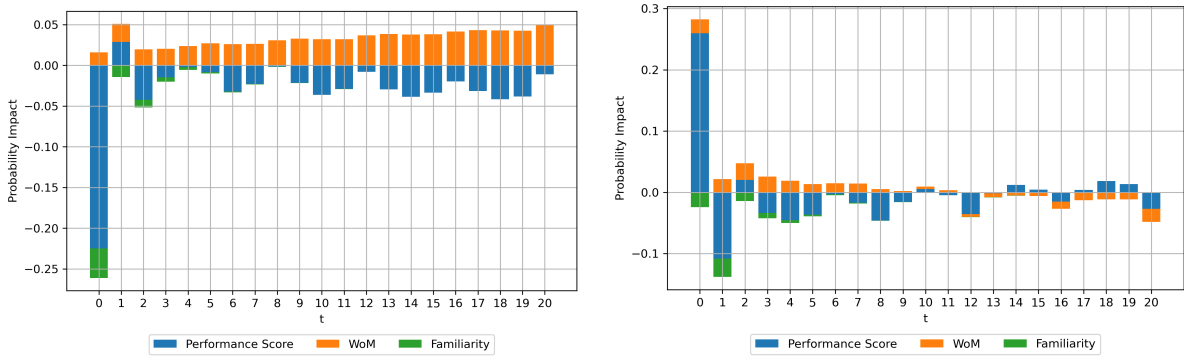 0.05
0.00
−0.05
−0.10
−0.15
−0.20
−0.25
Probability Impact
0 1 2 3 4 5 6 7 8 9 10 11 12 13 14 15 16 17 18 19 20
t
Performance Score WoM Familiarity
0.3
0.2
0.1
0.0
−0.1
Probability Impact
0 1 2 3 4 5 6 7 8 9 10 11 12 13 14 15 16 17 18 19 20
t
Performance Score WoM Familiarity